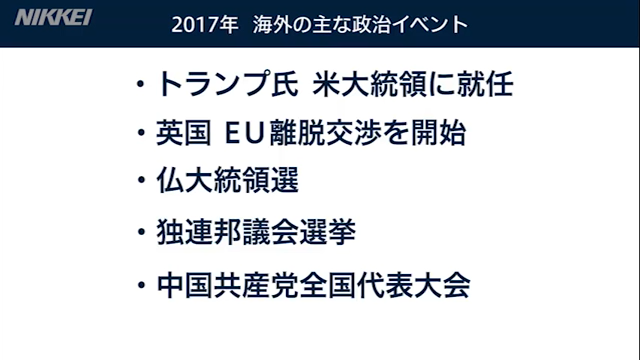 NIKKEI
2017年 海外の主な政治イベント
・トランプ氏 米大統領に就任
・英国 EU離脱交渉を開始
・仏大統領選
・独連邦議会選挙
・中国共産党全国代表大会